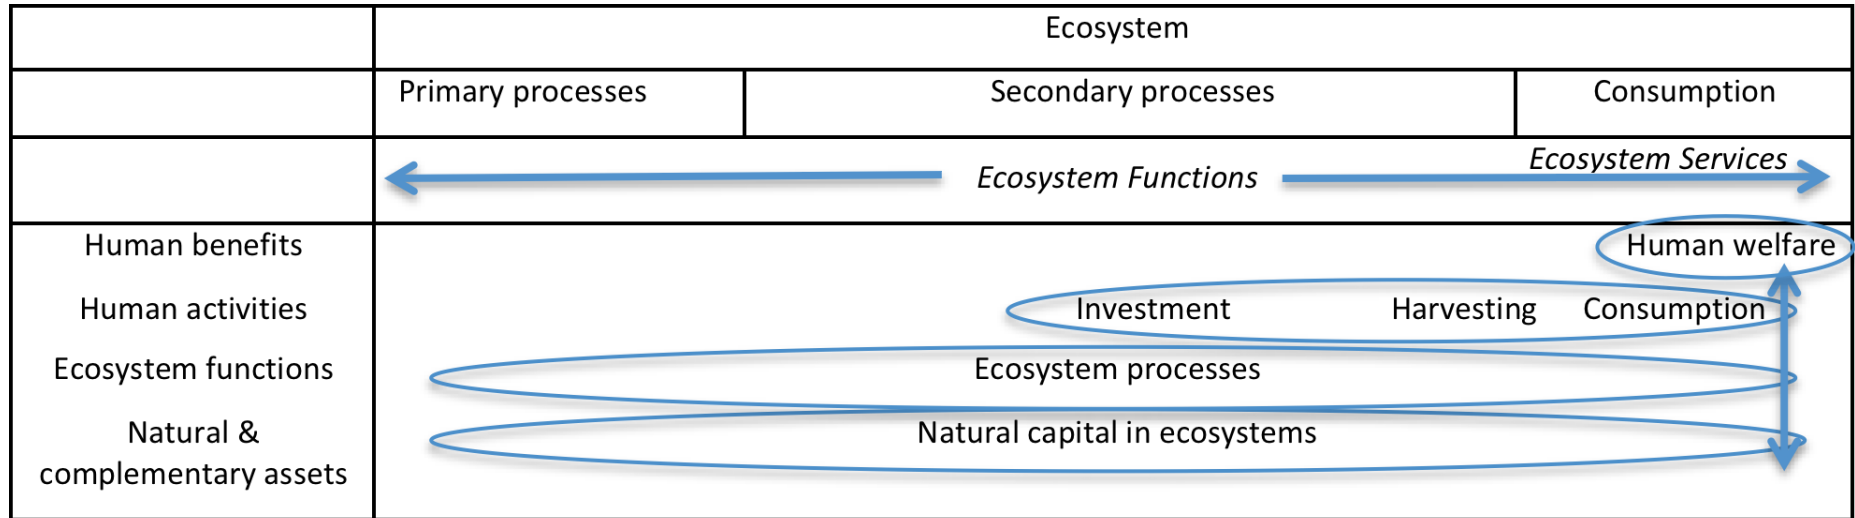 Ecosystem
Primary processes
Secondary processes
Consumption
Ecosystem Services
Ecosystem Functions
Human benefits
Human welfare
Human activities
Investment
Harvesting
Consumption
Ecosystem functions
Ecosystem processes
Natural &
complementary assets
Natural capital in ecosystems